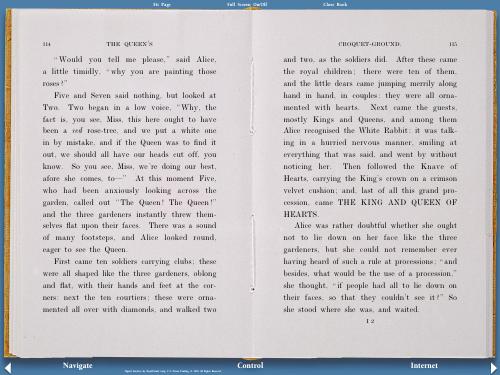 Fit Page
Full Screen On/Off
Close Book
114
THE QUEEN'S
"Would you tell me please," said Alice,
a little timidly, "why you are painting those
roses?"
Five and Seven said nothing, but looked at
Two. Two began in a low voice, "Why, the
fact is, you see, Miss, this here ought to have
been a red rose-tree, and we put a white one
in by mistake, and if the Queen was to find it
out, we should all have our heads cut off, you
know. So you see, Miss, we're doing our best,
afore she comes, to—" At this moment Five,
who had been anxiously looking across the
garden, called out "The Queen! The Queen!"
and the three gardeners instantly threw them-
selves flat upon their faces. There was a sound
of many footsteps, and Alice looked round,
eager to see the Queen.
First came ten soldiers carrying clubs; these
were all shaped like the three gardeners, oblong
and flat, with their hands and feet at the cor-
ners: next the ten courtiers; these were orna-
mented all over with diamonds, and walked two
CROQUET-GROUND.
115
and two, as the soldiers did. After these came
the royal children; there were ten of them,
and the little dears came jumping merrily along
hand in hand, in couples; they were all orna-
mented with hearts. Next came the guests,
mostly Kings and Queens, and among them
Alice recognised the White Rabbit: it was talk-
ing in a hurried nervous manner, smiling at
everything that was said, and went by without
noticing her. Then followed the Knave of
Hearts, carrying the King's crown on a crimson
velvet cushion; and, last of all this grand pro-
cession, came THE KING AND QUEEN OF
HEARTS.
Alice was rather doubtful whether she ought
not to lie down on her face like the three
gardeners, but she could not remember ever
having heard of such a rule at processions; "and
besides, what would be the use of a procession,"
she thought, "if people had all to lie down on
their faces, so that they couldn't see it?" So
she stood where she was, and waited.
I 2
Navigate
Control
Internet